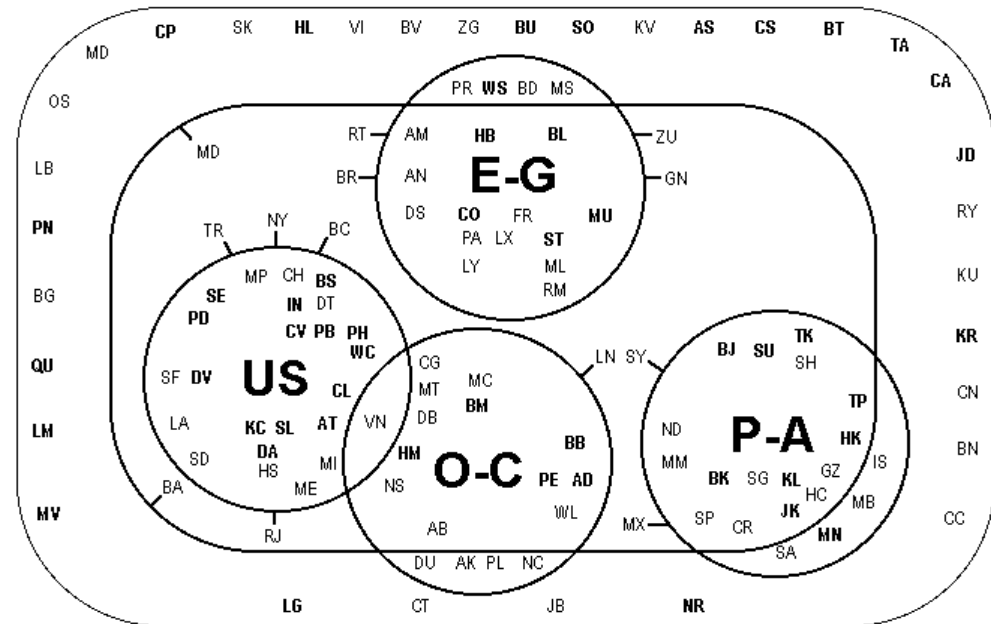 CP SK HL VI BV ZG BU SO KV AS CS BT
MD TA
CA
OS PR WS BD MS
RT AM HB BL ZU
MD JD
LB E-G
BR AN GN
DS CO FR MU RY
PN TR NY BC
PA LX ST
LY ML
MP CH BS KU
BG SE IN DT RM
PD
CV PB PH BJ SU TK KR
WC LN SY SH
QU CG
SF DV US CL MT MC
BM CN
DB TP
LA VN
LM KC SL AT ND P-A HK
DA HM BB BN
SD HS MI MM IS
O-C GZ
BA ME NS PE AD BK SG KL HC MB
MV WL SP JK CC
RJ AB MX CR MN
SA
DU AK PL NC
LG CT JB NR